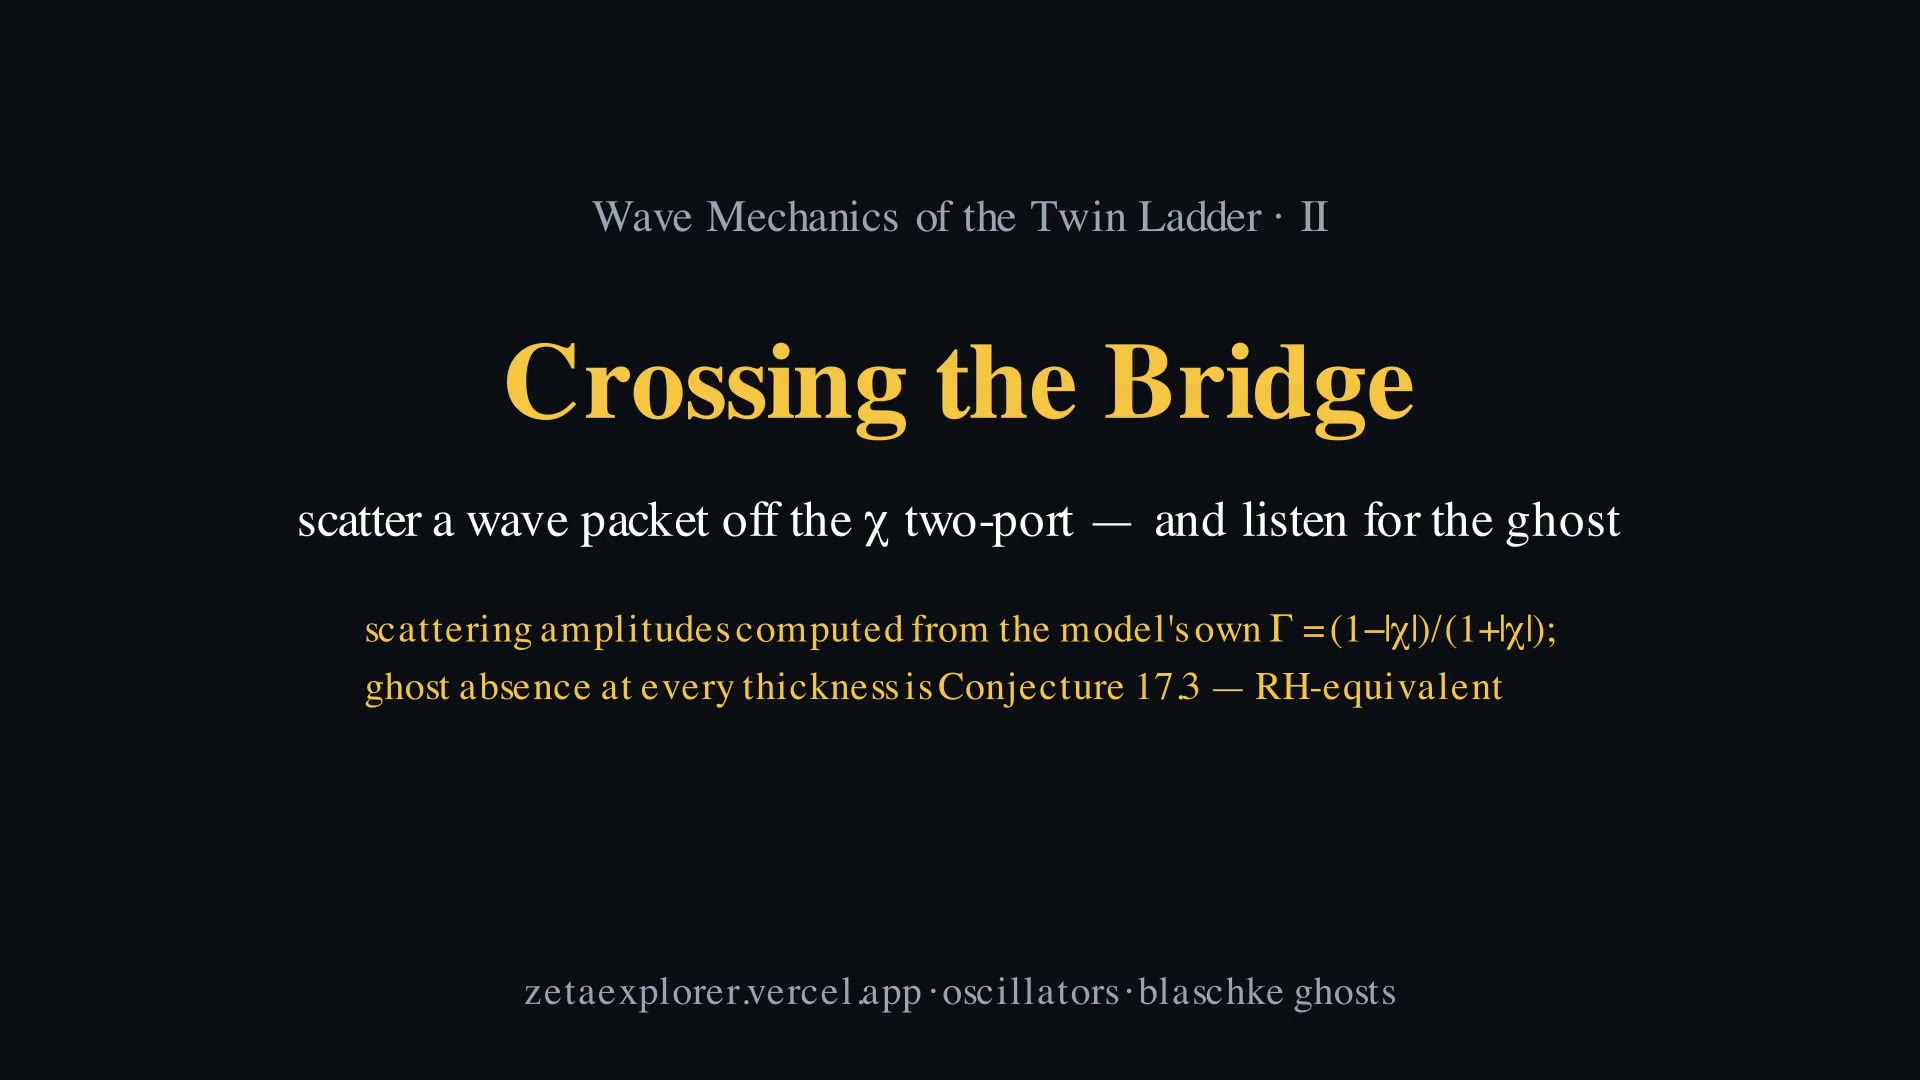 Wave Mechanics of the Twin Ladder · II
Crossing the Bridge
scatter a wave packet off the χ two-port — and listen for the ghost
scattering amplitudes computed from the model's own Γ = (1−|χ|)/(1+|χ|);
ghost absence at every thickness is Conjecture 17.3 — RH-equivalent
zetaexplorer.vercel.app · oscillators · blaschke ghosts